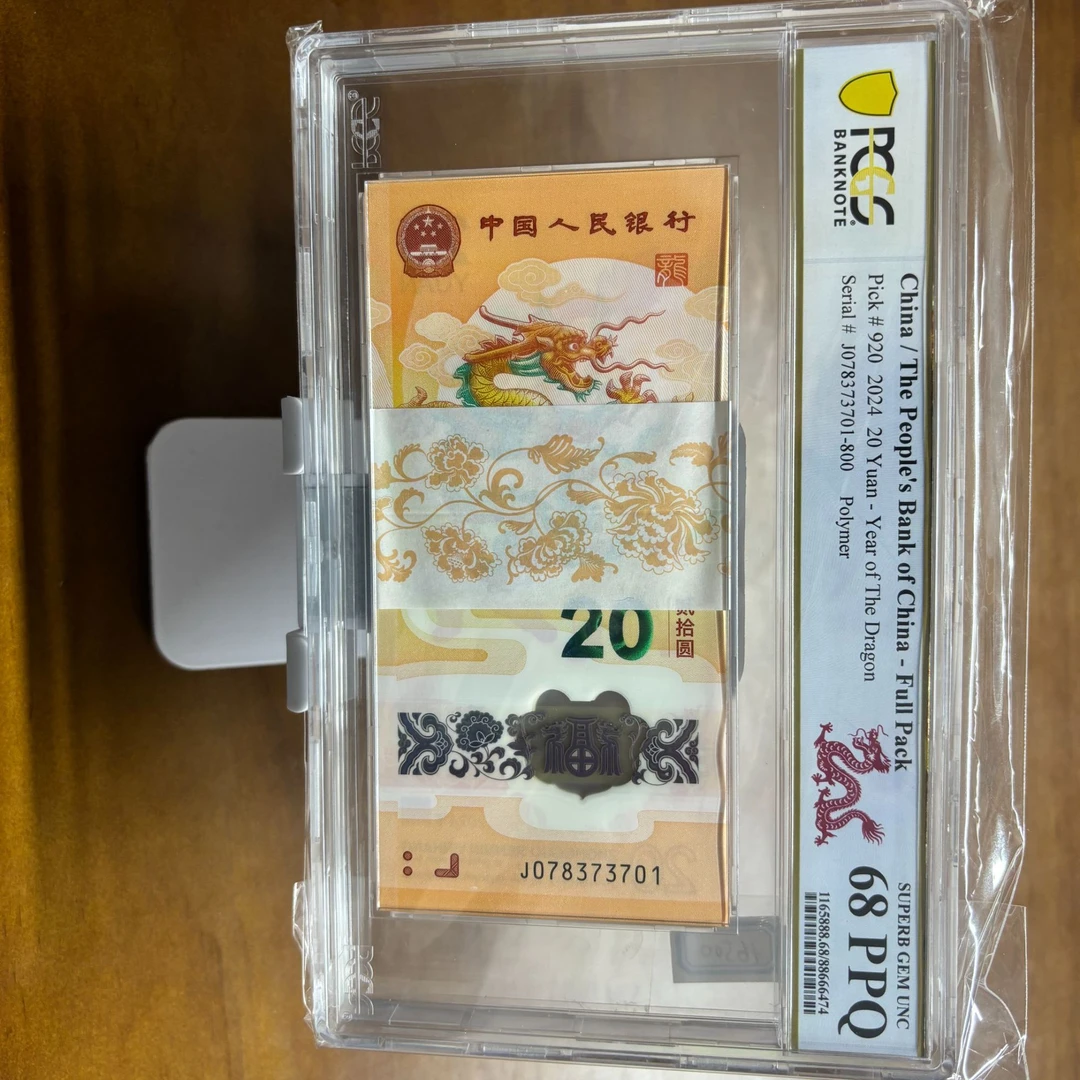 PCGS
BANKNOTE
China / The People's Bank of China - Full Pack
Pick # 920 2024 20 Yuan - Year of The Dragon
Serial # J078373701-800 Polymer
SUPERB GEM UNC
68 PPQ
1165888.68/88666474
中国人民银行
龍
20
拾圆
福
J078373701
PCGS